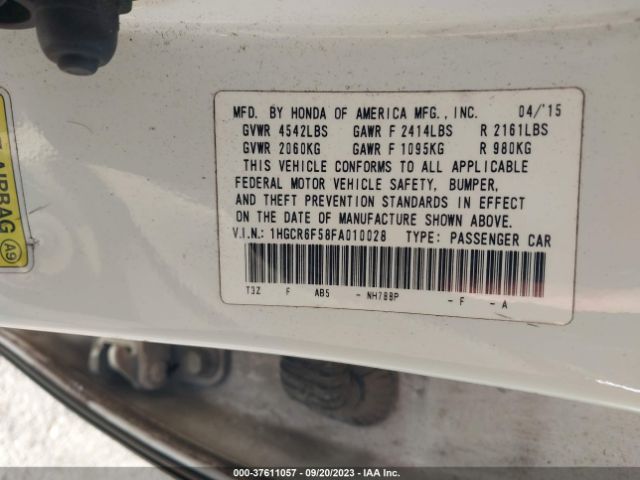 MFD. BY HONDA OF AMERICA MFG., INC. 04/'15
GVWR 4542LBS GAWR F 2414LBS R 2161LBS
GVWR 2060KG GAWR F 1095KG R 980KG
THIS VEHICLE CONFORMS TO ALL APPLICABLE
FEDERAL MOTOR VEHICLE SAFETY, BUMPER,
AND THEFT PREVENTION STANDARDS IN EFFECT
ON THE DATE OF MANUFACTURE SHOWN ABOVE.
V.I.N.: 1HGCR6F58FA010028 TYPE: PASSENGER CAR
T3Z F AB5 - NH788P - F - A
AIRBAG
A9
000-37611057 - 09/20/2023 - IAA Inc.